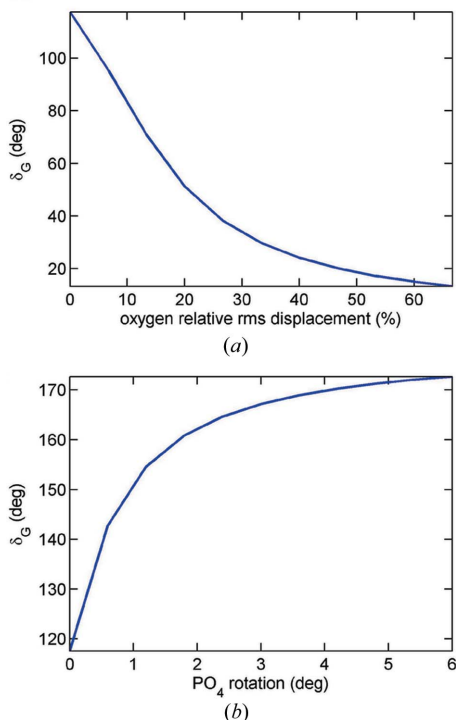 100
80
60
40
20
δG (deg)
0 10 20 30 40 50 60
oxygen relative rms displacement (%)
(a)
170
160
150
140
130
120
δG (deg)
0 1 2 3 4 5 6
PO4 rotation (deg)
(b)